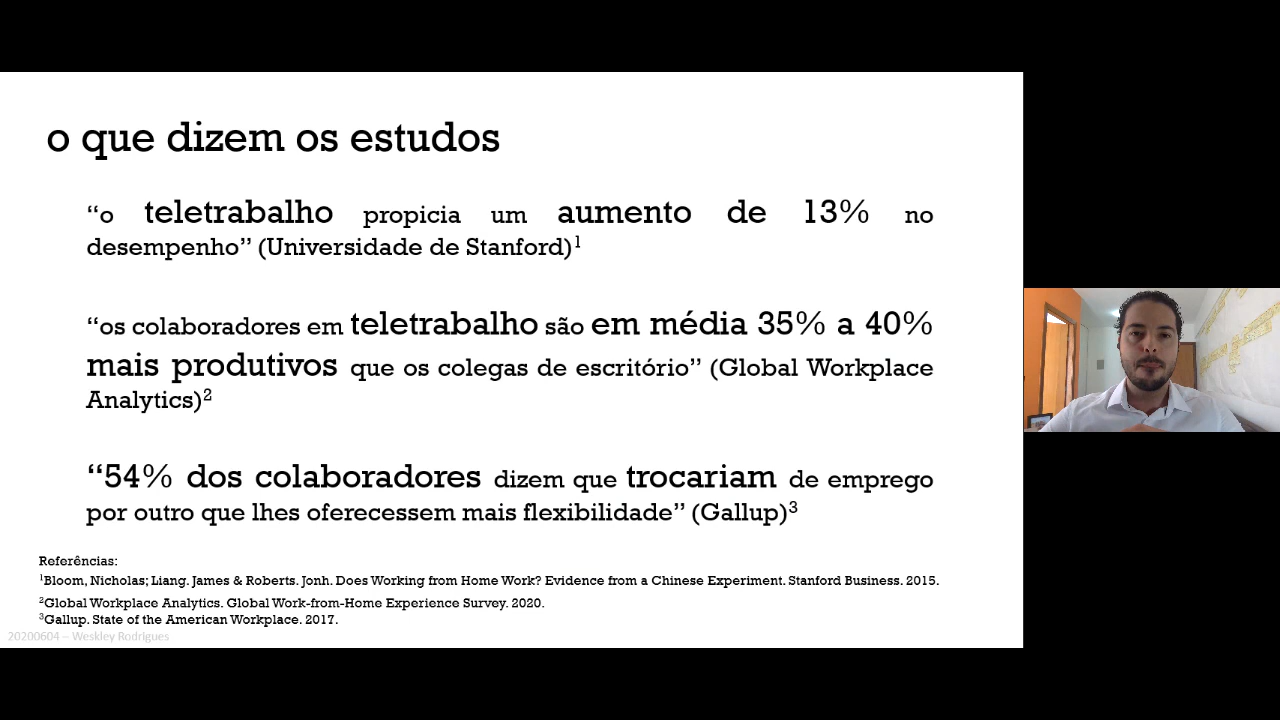 o que dizem os estudos
“o teletrabalho propicia um aumento de 13% no
desempenho” (Universidade de Stanford)¹
“os colaboradores em teletrabalho são em média 35% a 40%
mais produtivos que os colegas de escritório” (Global Workplace
Analytics)²
“54% dos colaboradores dizem que trocariam de emprego
por outro que lhes oferecessem mais flexibilidade” (Gallup)³
Referências:
¹Bloom, Nicholas; Liang. James & Roberts. Jonh. Does Working from Home Work? Evidence from a Chinese Experiment. Stanford Business. 2015.
²Global Workplace Analytics. Global Work-from-Home Experience Survey. 2020.
³Gallup. State of the American Workplace. 2017.
20200604 – Weskley Rodrigues